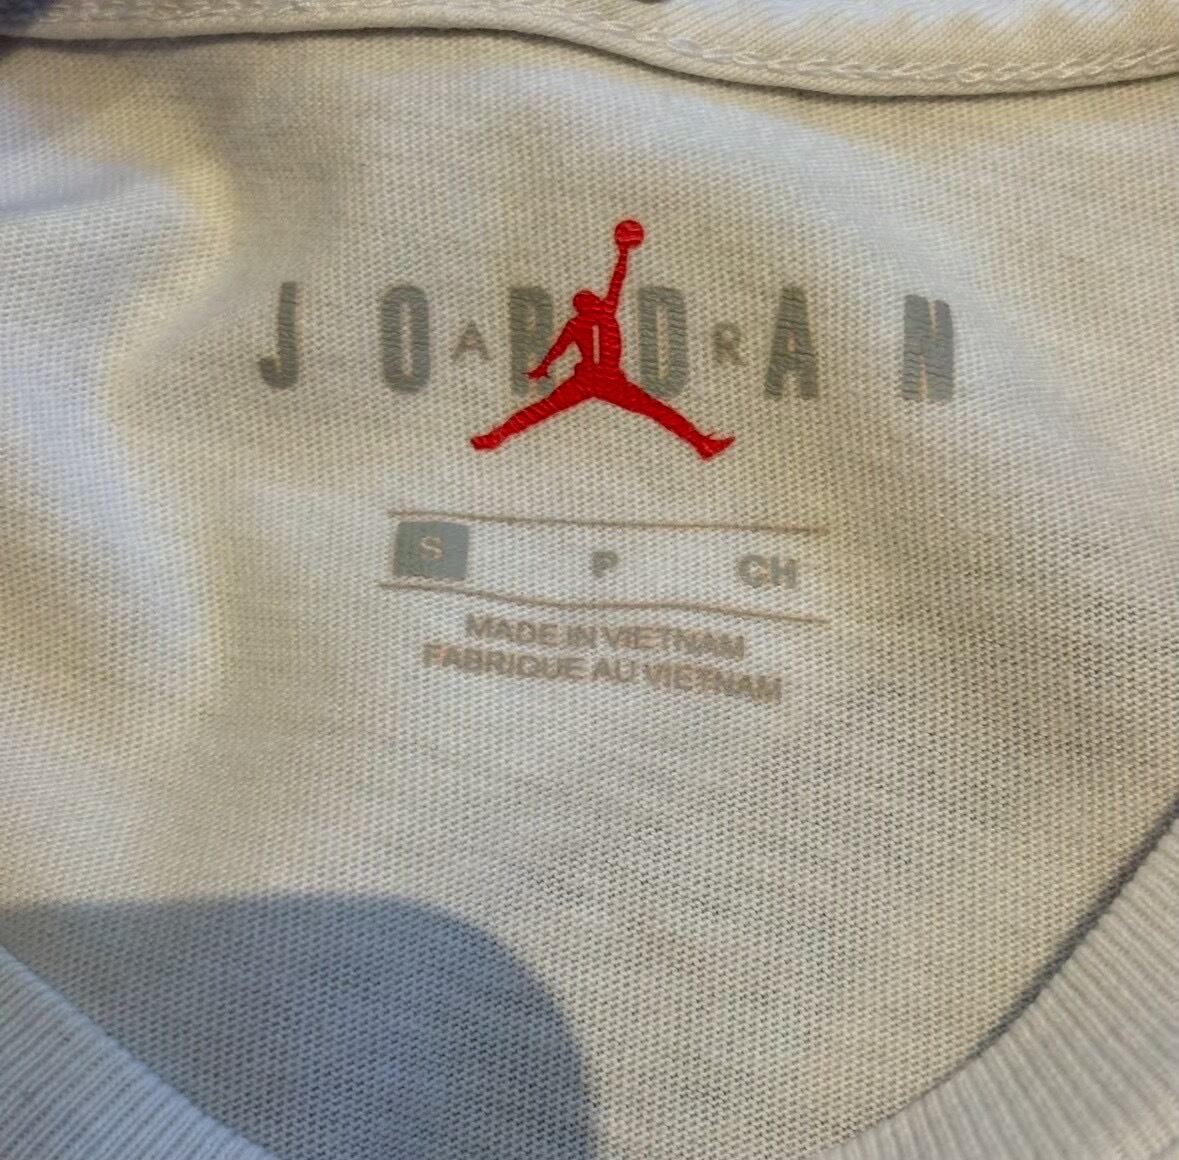 JORDAN
A R
S P CH
MADE IN VIETNAM
FABRIQUE AU VIETNAM